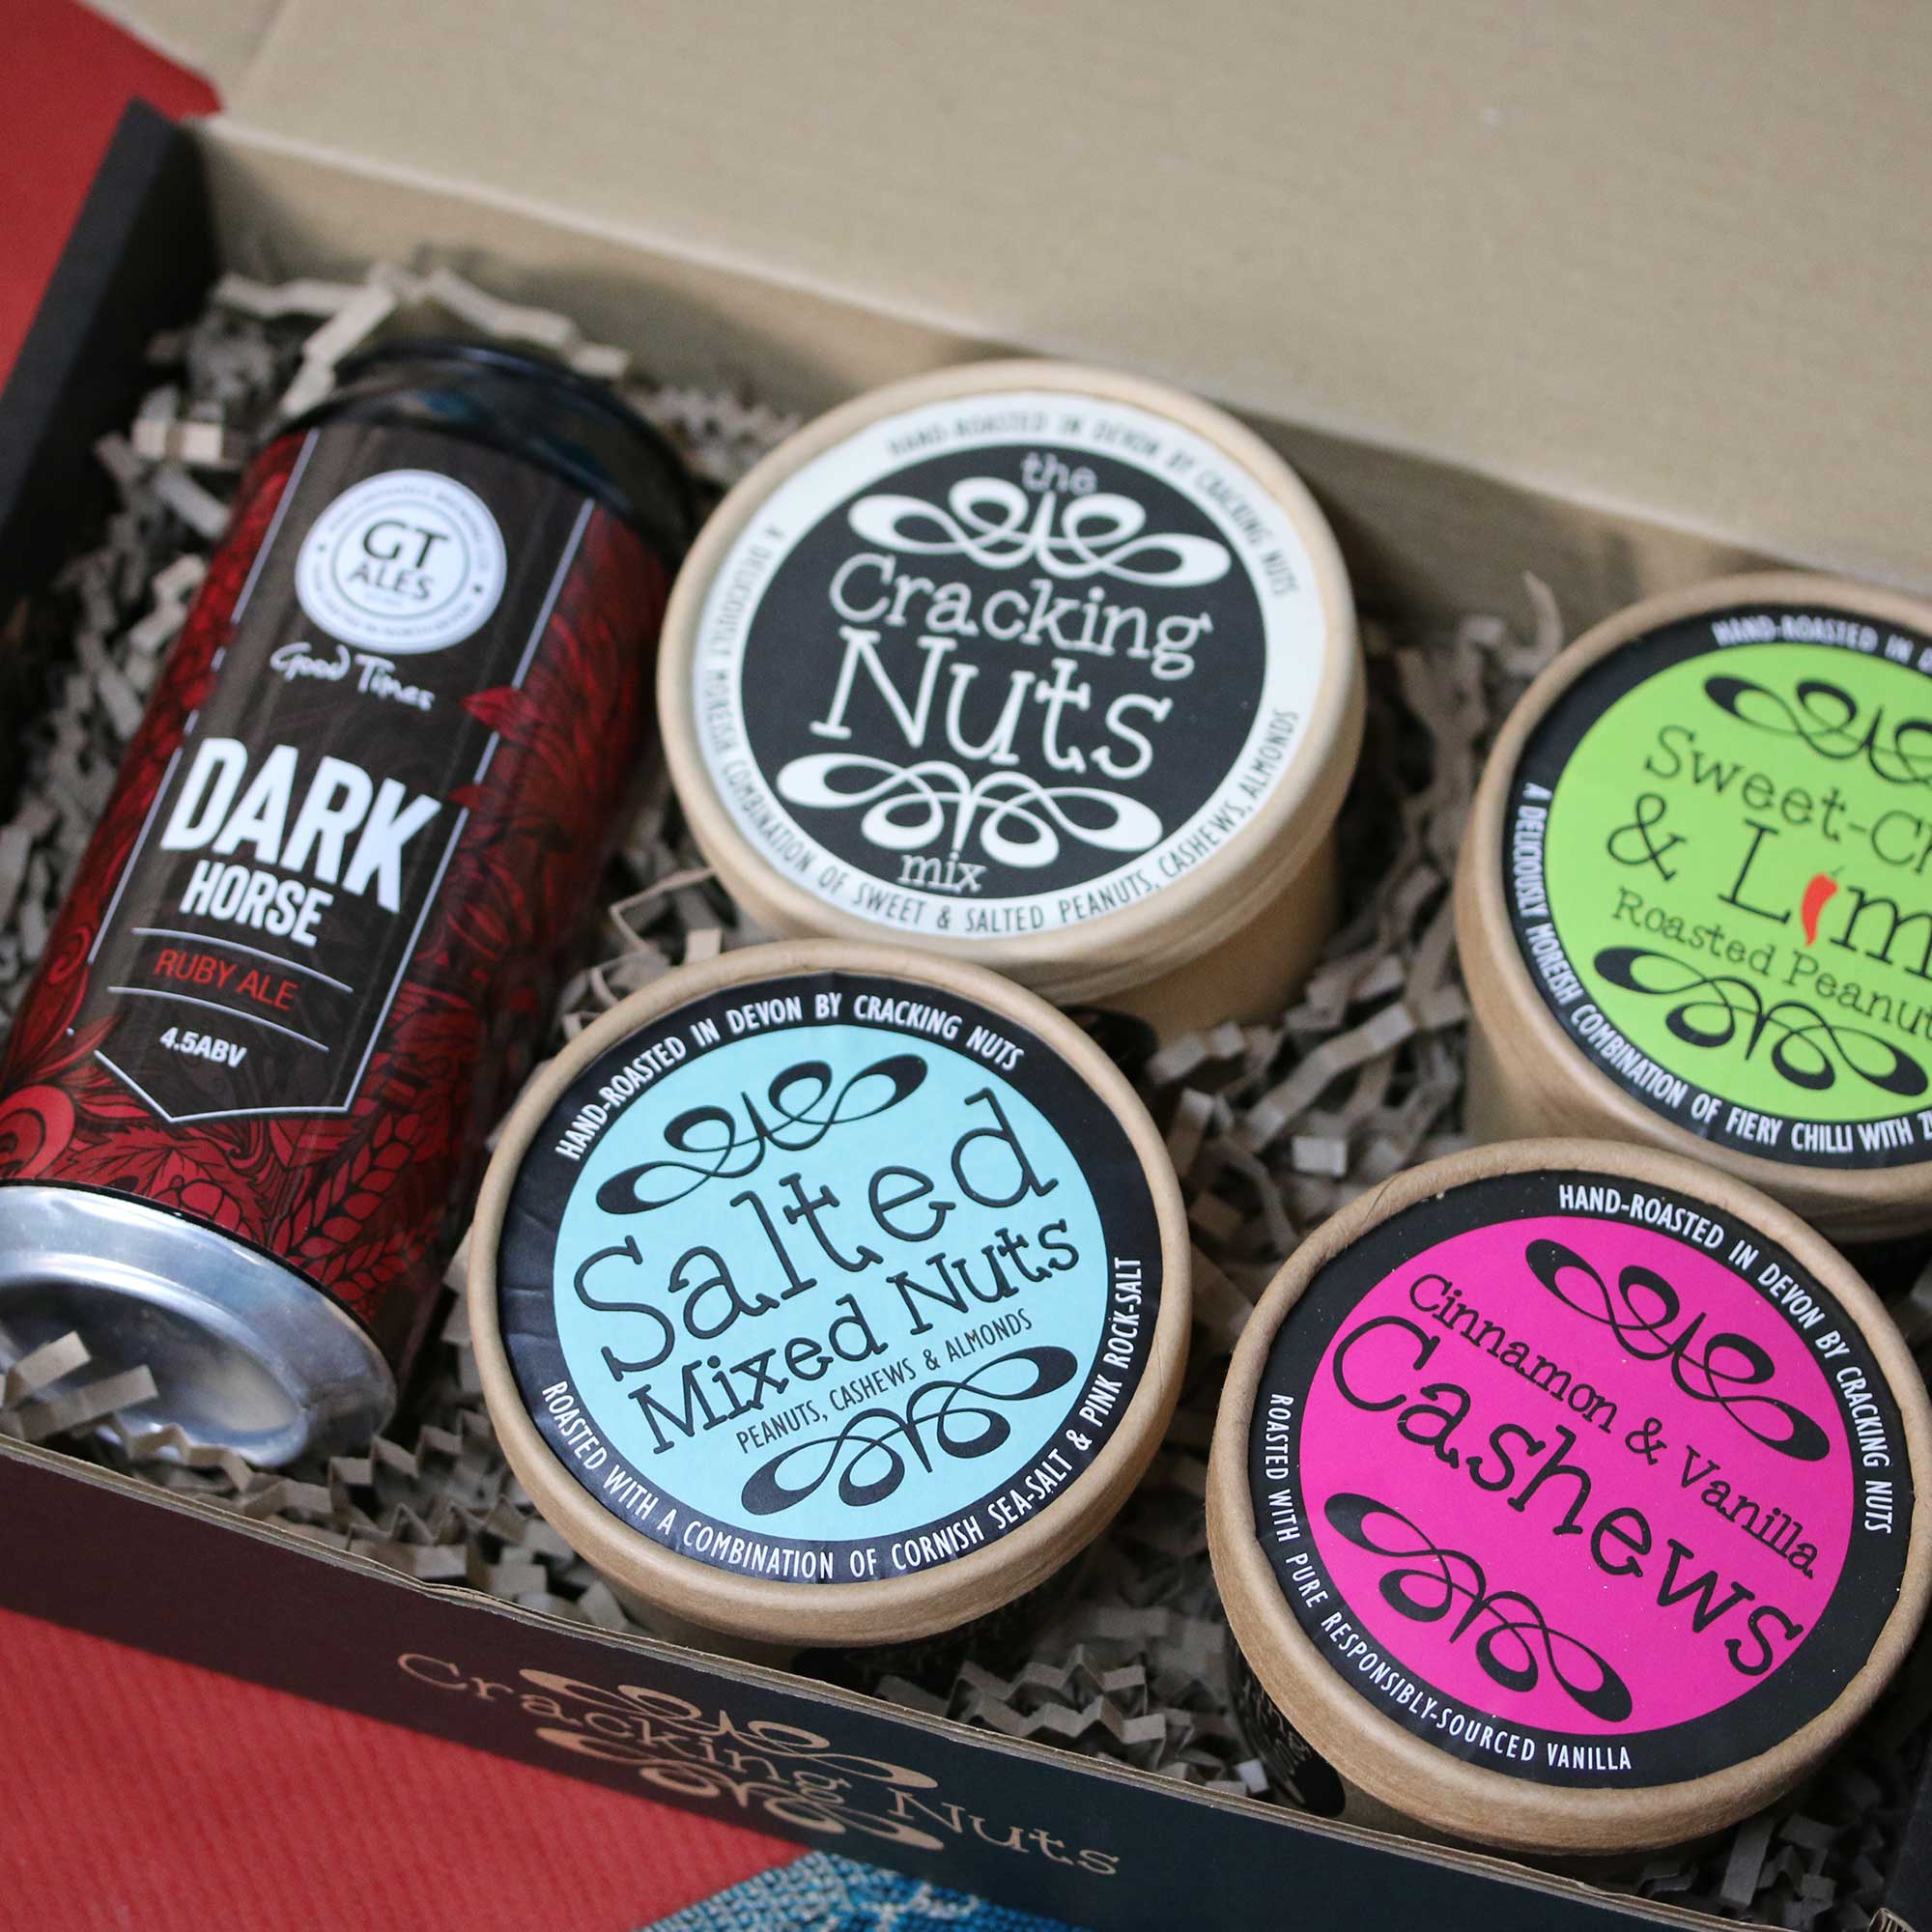 GT
ALES
Good Times
DARK
HORSE
RUBY ALE
4.5ABV
HAND-ROASTED IN DEVON BY CRACKING NUTS
the
Cracking
Nuts
mix
A DELICIOUSLY MOREISH COMBINATION OF SWEET & SALTED PEANUTS, CASHEWS, ALMONDS
HAND-ROASTED IN
Sweet-Ch
& Lim
Roasted Peanu
A DELICIOUSLY MOREISH COMBINATION OF FIERY CHILLI WITH
HAND-ROASTED IN DEVON BY CRACKING NUTS
Salted
Mixed Nuts
PEANUTS, CASHEWS & ALMONDS
ROASTED WITH A COMBINATION OF CORNISH SEA-SALT & PINK ROCK-SALT
HAND-ROASTED IN DEVON BY CRACKING NUTS
Cinnamon & Vanilla
Cashews
ROASTED WITH PURE RESPONSIBLY-SOURCED VANILLA
Cracking Nuts